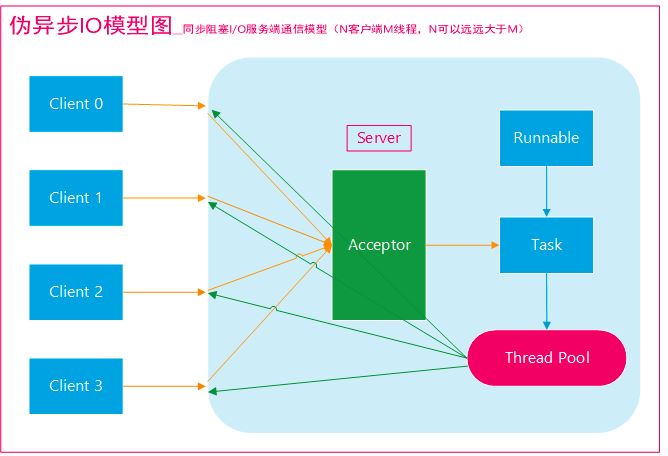 伪异步IO模型图__同步阻塞I/O服务端通信模型（N客户端M线程，N可以远远大于M）
Client 0
Client 1
Client 2
Client 3
Server
Acceptor
Runnable
Task
Thread Pool